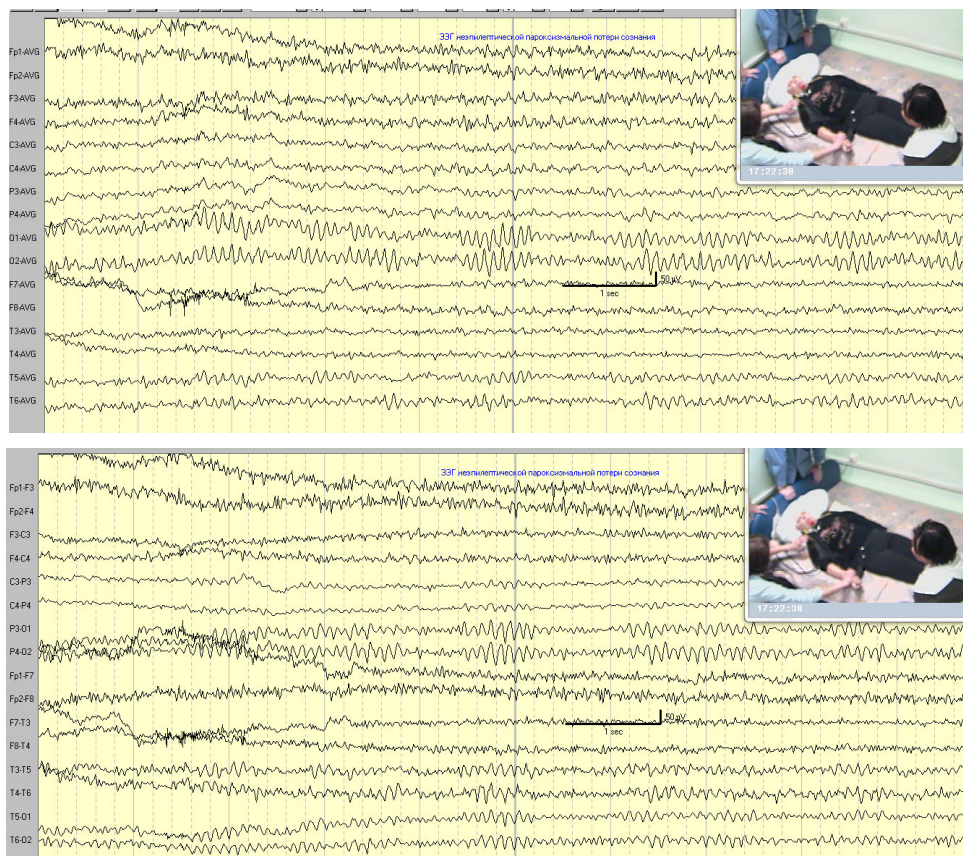 ЭЭГ неэпилептической пароксизмальной потери сознания
Fp1-AVG
Fp2-AVG
F3-AVG
F4-AVG
C3-AVG
C4-AVG
P3-AVG
17:22:38
P4-AVG
O1-AVG
O2-AVG
F7-AVG
50 μV
1 sec
F8-AVG
T3-AVG
T4-AVG
T5-AVG
T6-AVG
ЭЭГ неэпилептической пароксизмальной потери сознания
Fp1-F3
Fp2-F4
F3-C3
F4-C4
C3-P3
C4-P4
17:22:38
P3-O1
P4-O2
Fp1-F7
Fp2-F8
F7-T3
50 μV
1 sec
F8-T4
T3-T5
T4-T6
T5-O1
T6-O2